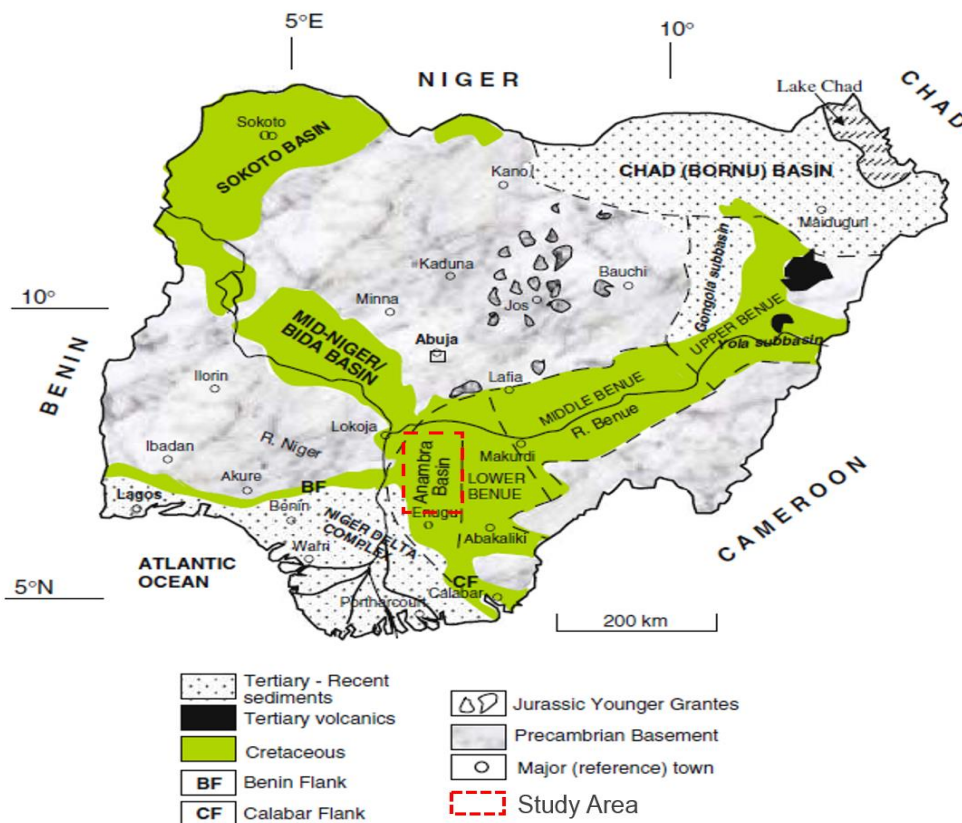 5°E
10°
NIGER
CHAD
Lake Chad
Sokoto
SOKOTO BASIN
Kano
CHAD (BORNU) BASIN
Maiduguri
Kaduna
Bauchi
Gongola subbasin
10°
Minna
Jos
MID-NIGER/
BIDA BASIN
Abuja
UPPER BENUE
Yola subbasin
BENIN
Ilorin
Lafia
MIDDLE BENUE
R. Benue
Lokoja
R. Niger
Ibadan
Makurdi
Anambra
Basin
LOWER
BENUE
Akure
BF
Lagos
Benin
Enugu
NIGER DELTA
COMPLEX
Abakaliki
CAMEROON
Warri
ATLANTIC
OCEAN
CF
Calabar
5°N
Portharcourt
200 km
Tertiary - Recent
sediments
Tertiary volcanics
Cretaceous
BF Benin Flank
CF Calabar Flank
Jurassic Younger Grantes
Precambrian Basement
Major (reference) town
Study Area